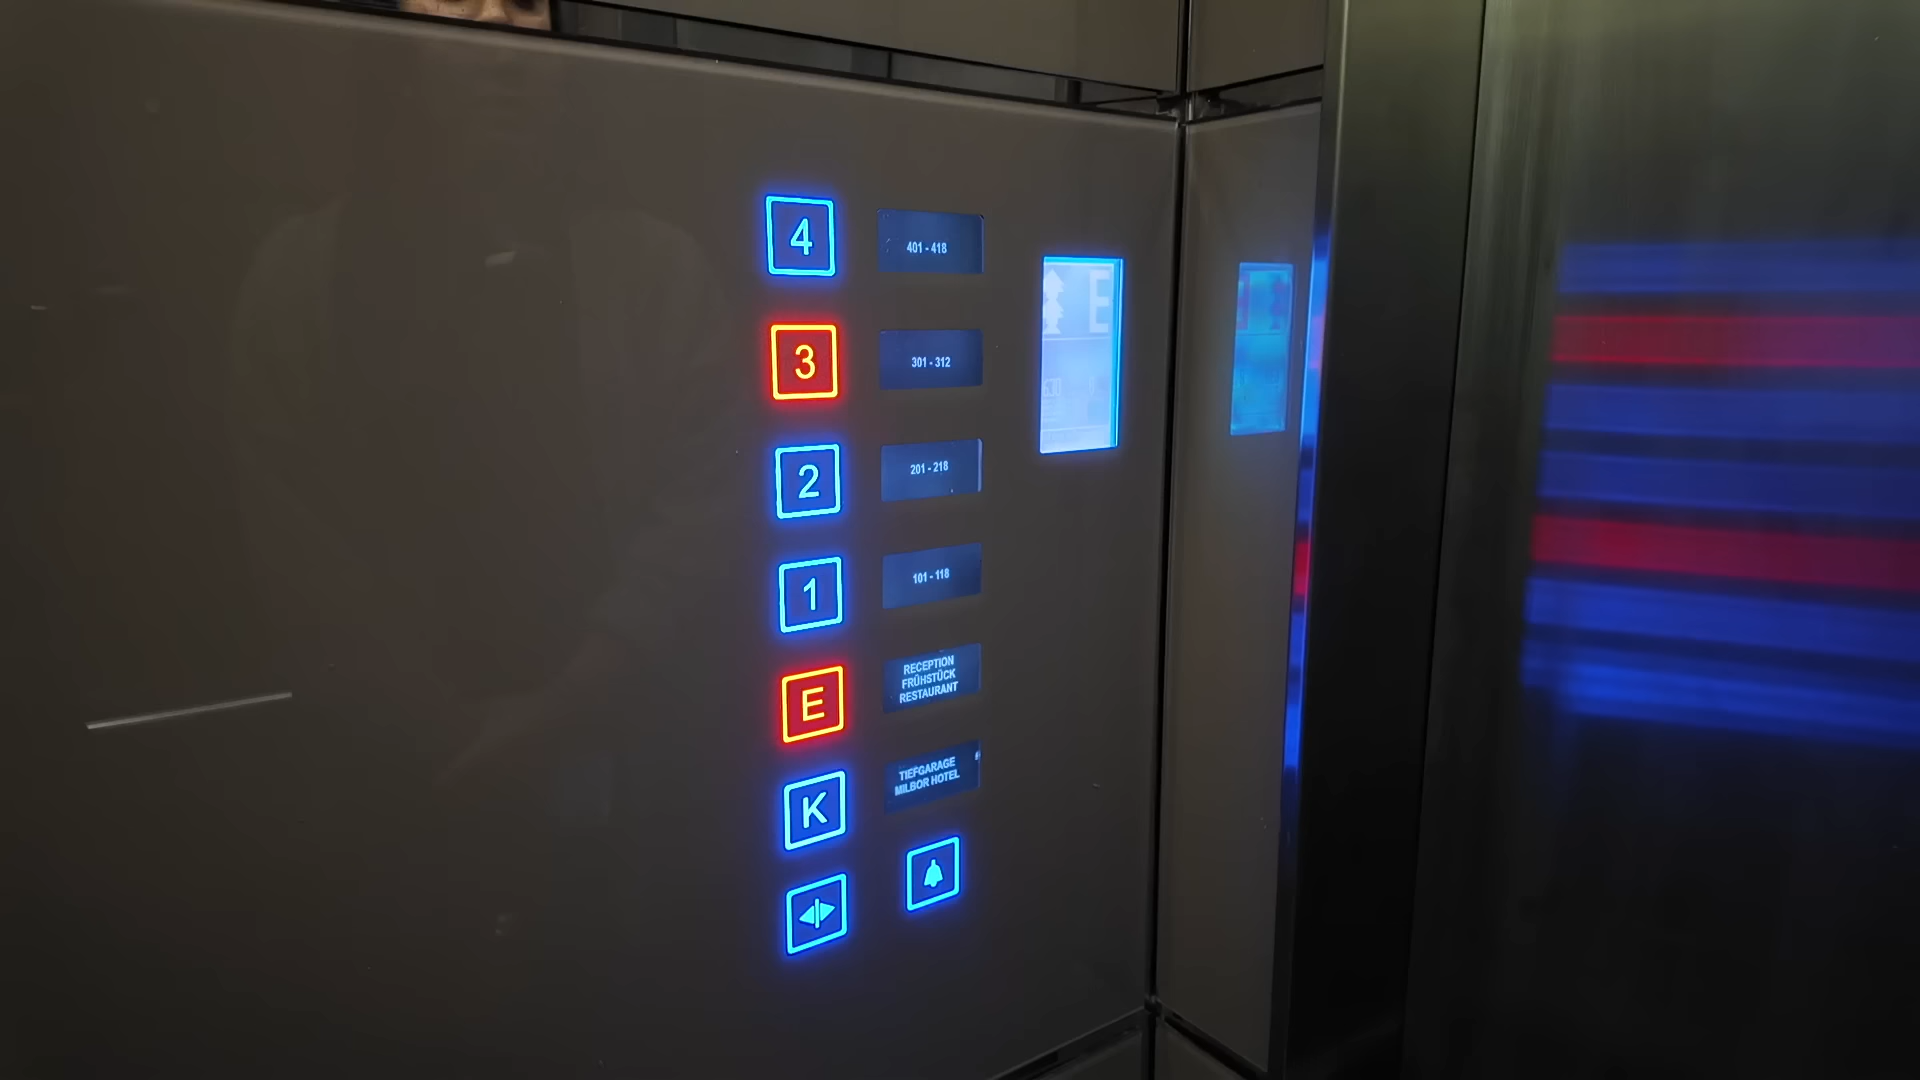 4
401 - 418
E
3
301 - 312
2
201 - 218
1
101 - 118
E
RECEPTION
FRÜHSTÜCK
RESTAURANT
K
TIEFGARAGE
MILBOR HOTEL